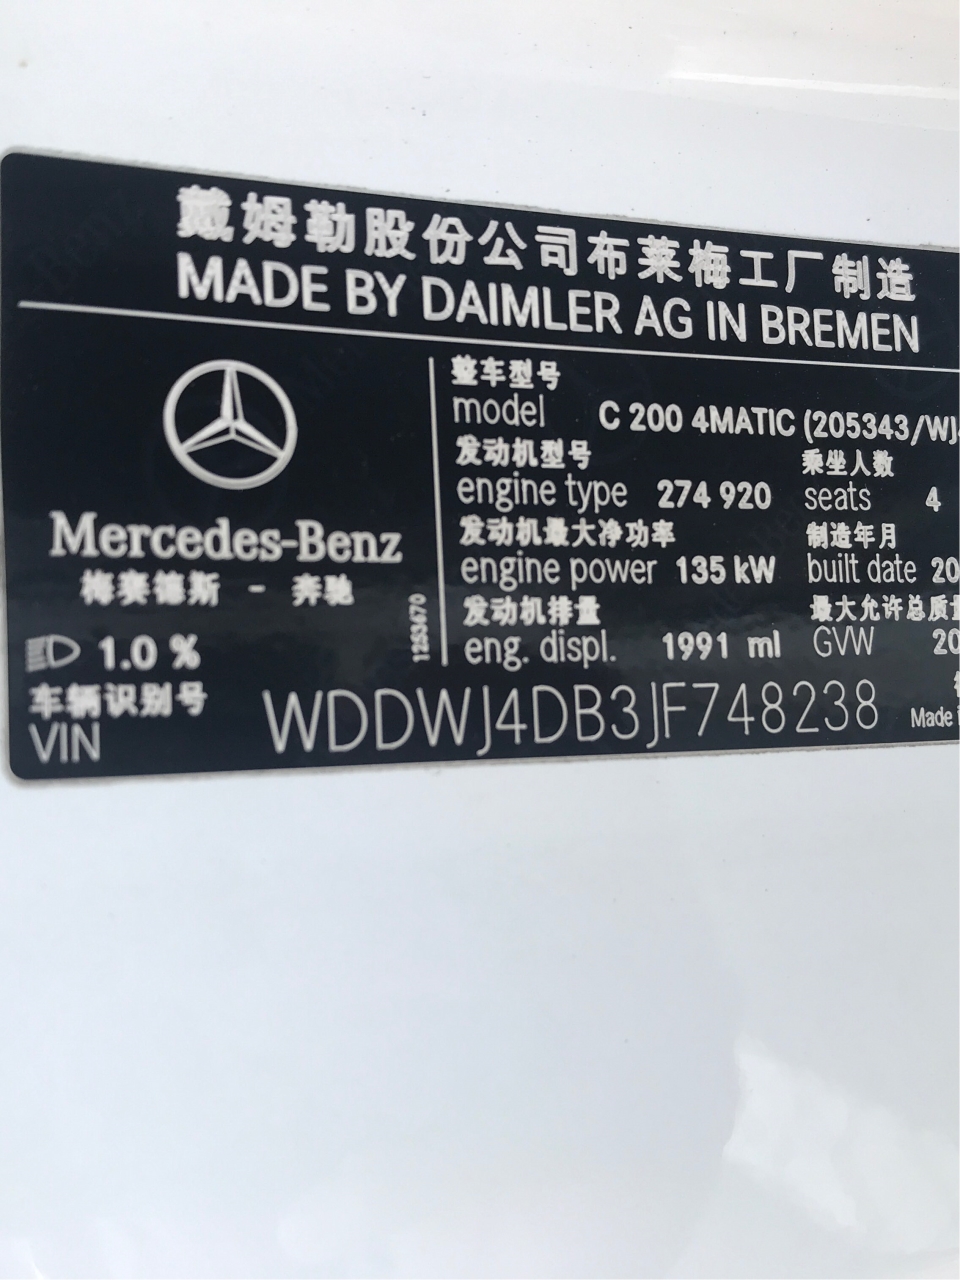 戴姆勒股份公司布莱梅工厂制造
MADE BY DAIMLER AG IN BREMEN
整车型号
model C 200 4MATIC (205343/WJ4
发动机型号 乘坐人数
engine type 274 920 seats 4
发动机最大净功率 制造年月
engine power 135 kW built date 20
发动机排量 最大允许总质量
eng. displ. 1991 ml GVW 20
Mercedes-Benz
梅赛德斯 - 奔驰
1253670
1.0 %
车辆识别号
VIN WDDWJ4DB3JF748238
Made i